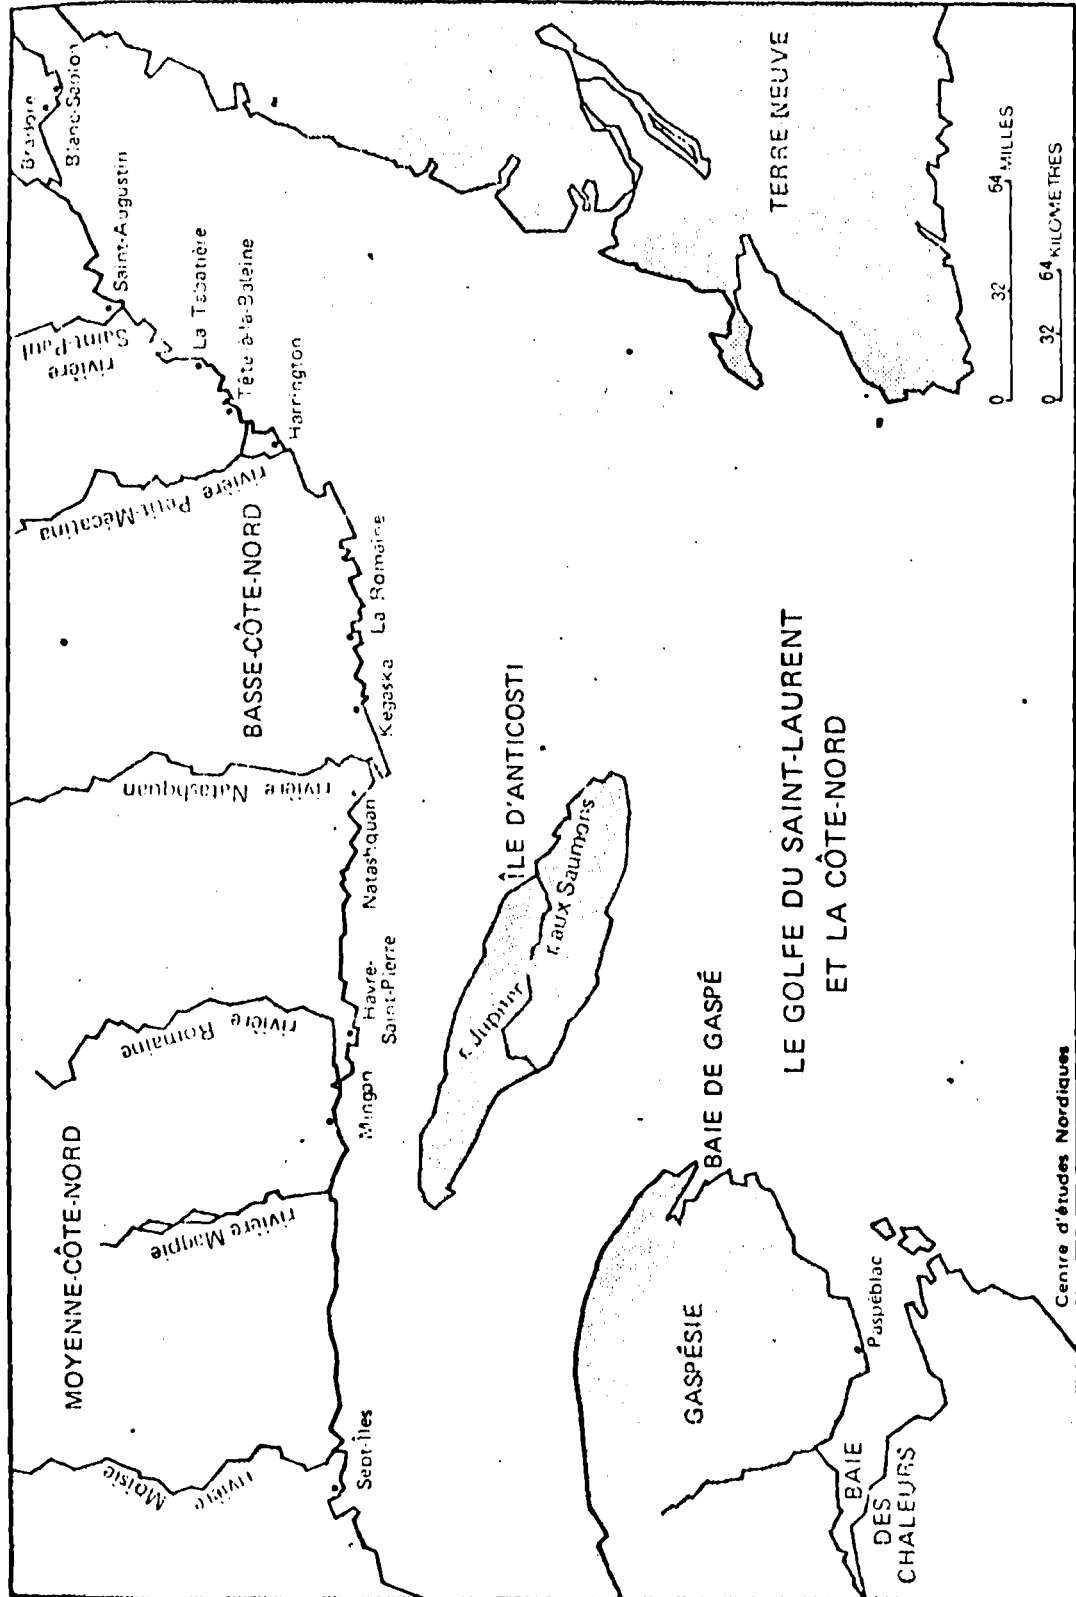 MOYENNE-CÔTE-NORD
BASSE-CÔTE-NORD
rivière
Moisie
rivière Magpie
rivière Romaine
rivière Natashquan
rivière Petit-Mécatina
rivière
Saint-Paul
Sept-Îles
Mingan
Havre-
Saint-Pierre
Natashquan
Kegaska
La Romaine
Harrington
Tête-à-la-Baleine
La Tabatière
Saint-Augustin
Bradore
Blanc-Sablon
ÎLE D'ANTICOSTI
r. Jupiter
r. aux Saumons
GASPÉSIE
BAIE DE GASPÉ
Paspéblac
BAIE
DES
CHALEURS
TERRE NEUVE
LE GOLFE DU SAINT-LAURENT
ET LA CÔTE-NORD
0 32 64 MILLES
0 32 64 KILOMETRES
Centre d'études Nordiques